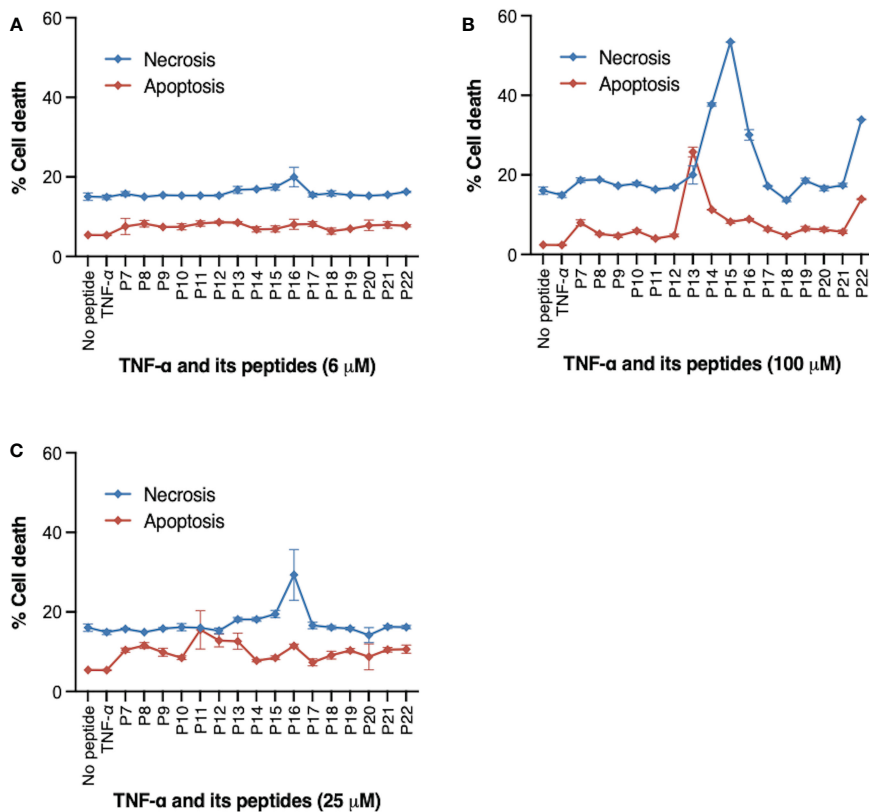 A
60
40
20
0
% Cell death
Necrosis
Apoptosis
No peptide
TNF-α
P7
P8
P9
P10
P11
P12
P13
P14
P15
P16
P17
P18
P19
P20
P21
P22
TNF-α and its peptides (6 μM)
B
60
40
20
0
% Cell death
Necrosis
Apoptosis
No peptide
TNF-α
P7
P8
P9
P10
P11
P12
P13
P14
P15
P16
P17
P18
P19
P20
P21
P22
TNF-α and its peptides (100 μM)
C
60
40
20
0
% Cell death
Necrosis
Apoptosis
No peptide
TNF-α
P7
P8
P9
P10
P11
P12
P13
P14
P15
P16
P17
P18
P19
P20
P21
P22
TNF-α and its peptides (25 μM)